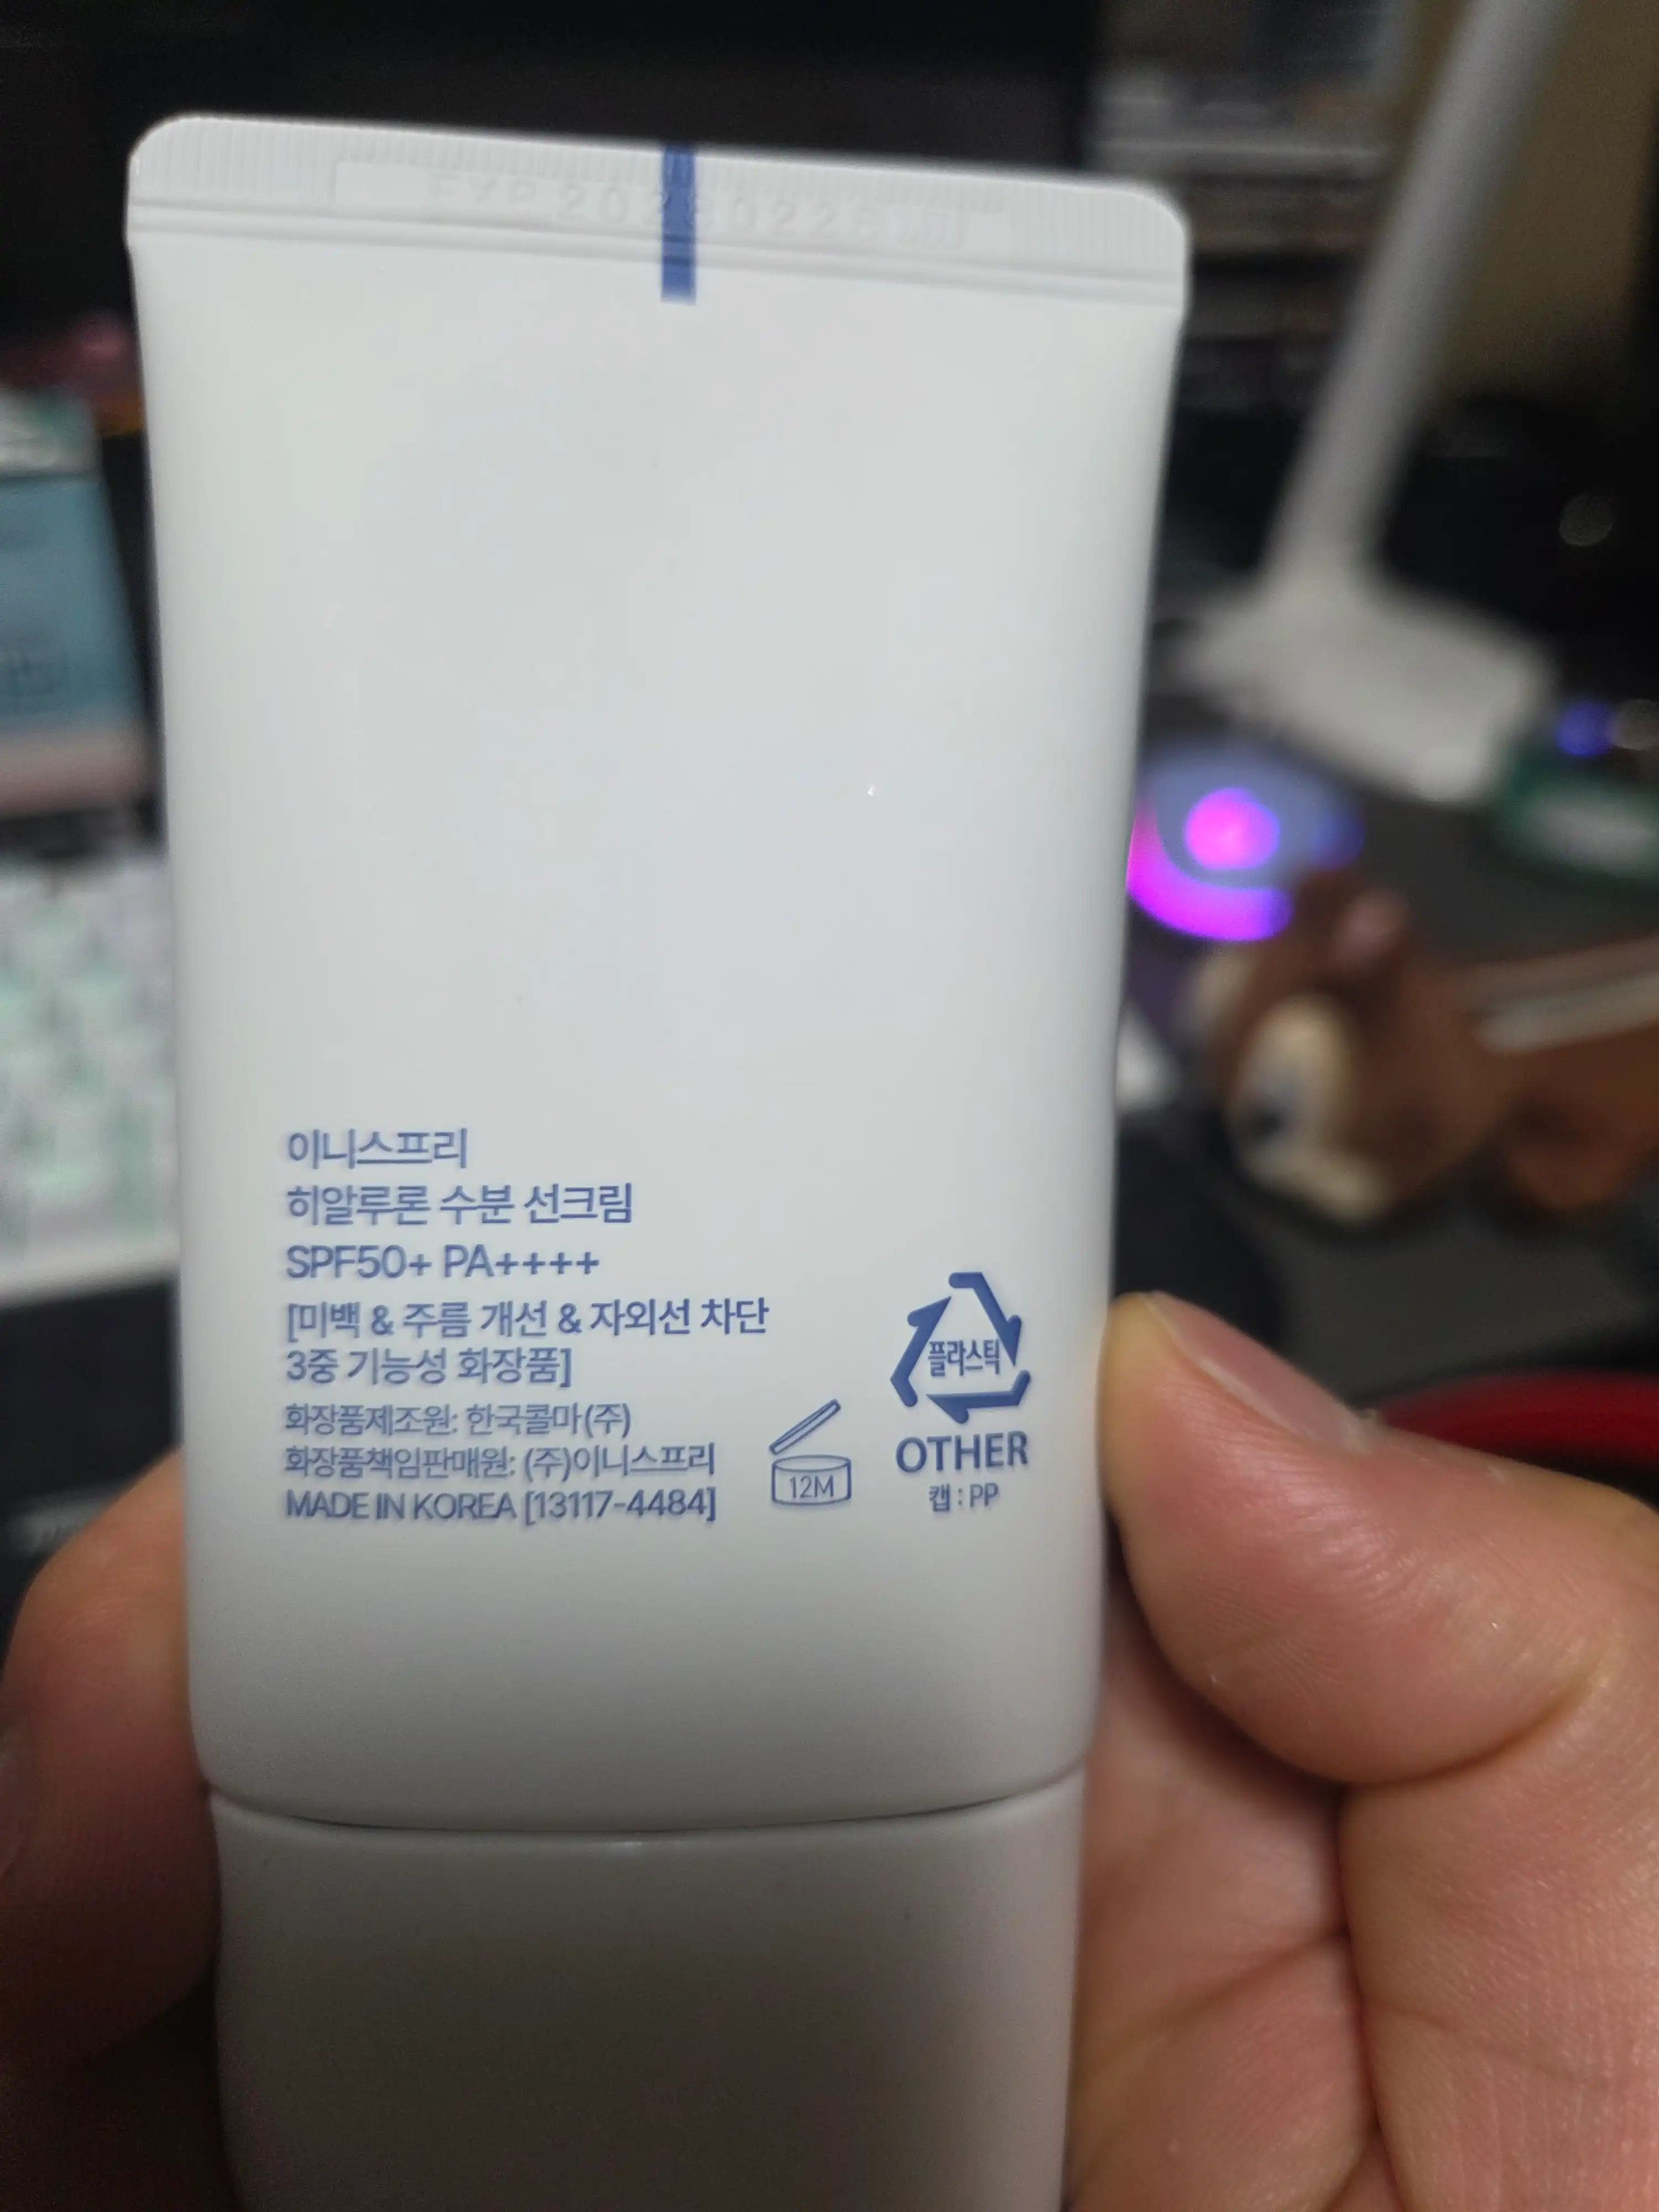 이니스프리
히알루론 수분 선크림
SPF50+ PA++++
[미백 & 주름 개선 & 자외선 차단
3중 기능성 화장품]
화장품제조원: 한국콜마(주)
화장품책임판매원: (주)이니스프리
MADE IN KOREA [13117-4484]
12M
플라스틱
OTHER
캡 : PP